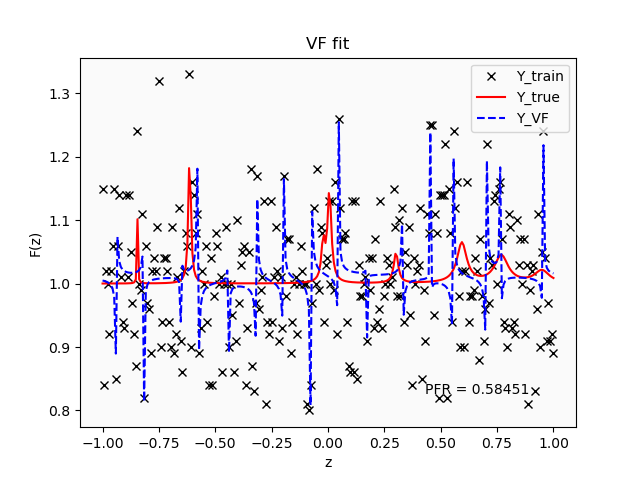 VF fit
Y_train
Y_true
Y_VF
F(z)
1.3
1.2
1.1
1.0
0.9
0.8
PFR = 0.58451
−1.00 −0.75 −0.50 −0.25 0.00 0.25 0.50 0.75 1.00
z